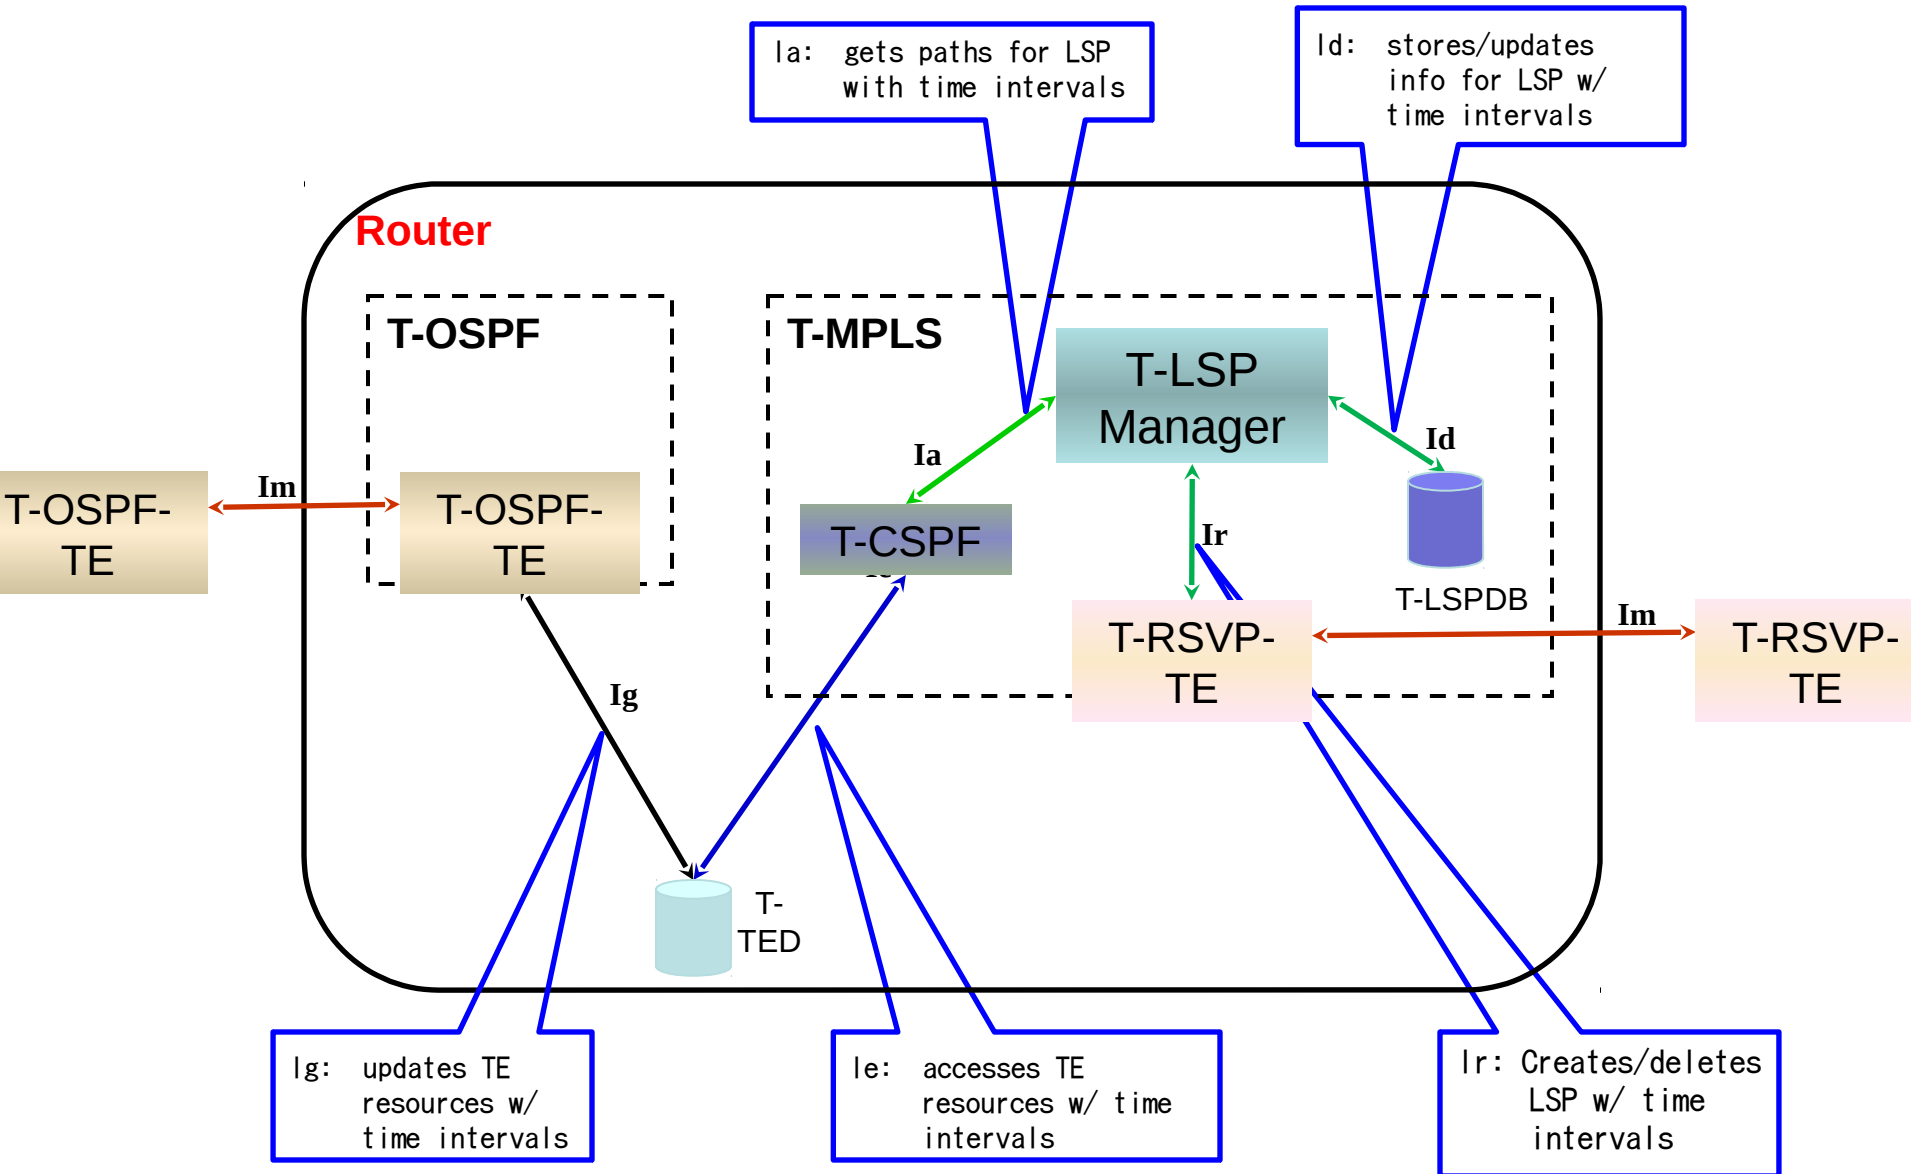 Ia: gets paths for LSP
with time intervals
Id: stores/updates
info for LSP w/
time intervals
Router
T-OSPF
T-MPLS
T-LSP
Manager
Ia
Id
Im
T-OSPF-
TE
T-OSPF-
TE
T-CSPF
Ir
T-LSPDB
Im
T-RSVP-
TE
T-RSVP-
TE
Ig
T-
TED
Ig: updates TE
resources w/
time intervals
Ie: accesses TE
resources w/ time
intervals
Ir: Creates/deletes
LSP w/ time
intervals